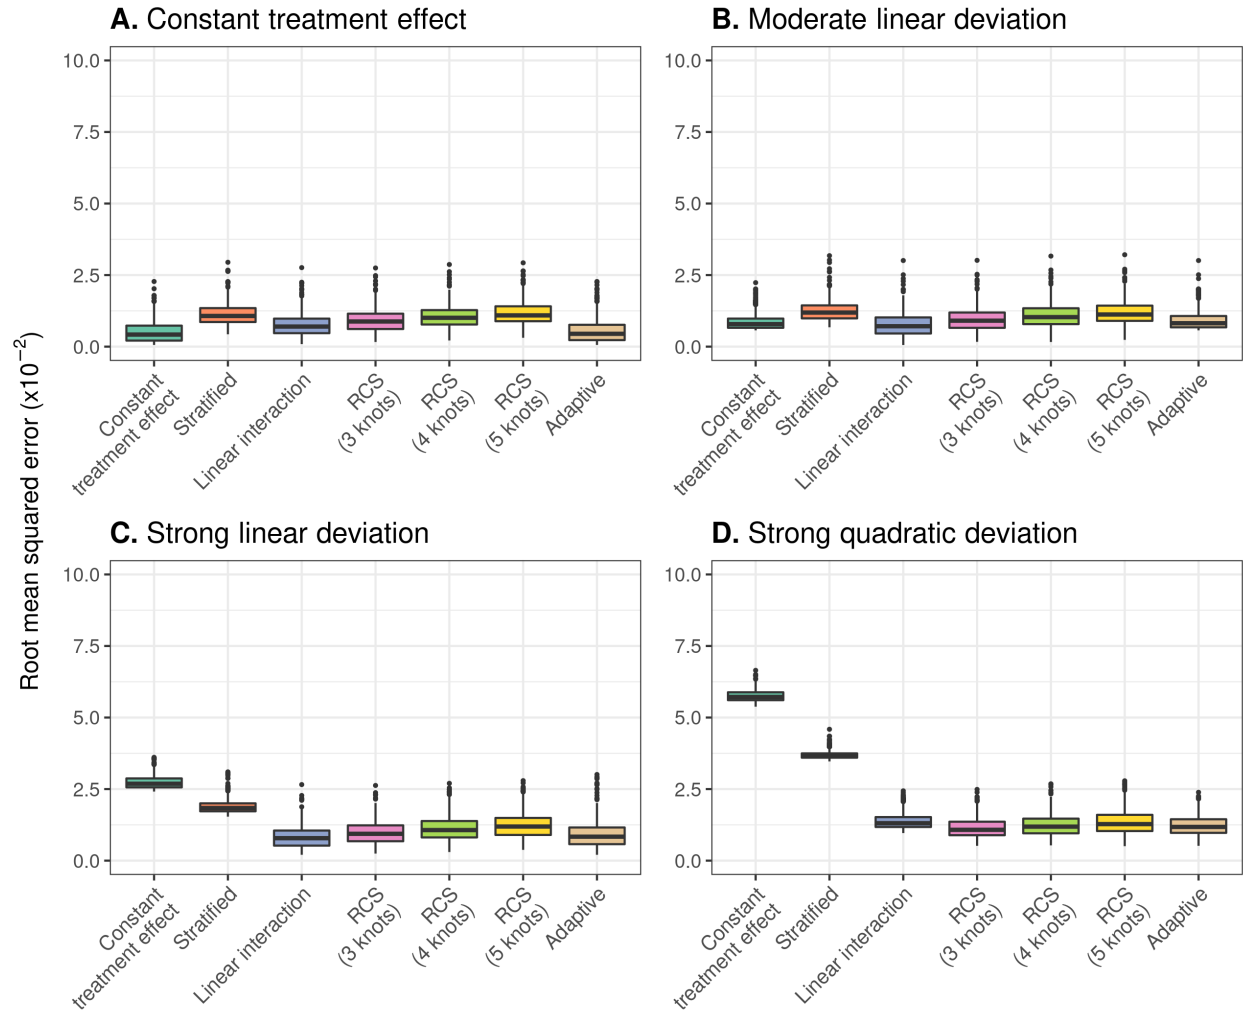 A. Constant treatment effect
10.0
7.5
5.0
2.5
0.0
Constant
treatment effect
Stratified
Linear interaction
RCS
(3 knots)
RCS
(4 knots)
RCS
(5 knots)
Adaptive
B. Moderate linear deviation
10.0
7.5
5.0
2.5
0.0
Constant
treatment effect
Stratified
Linear interaction
RCS
(3 knots)
RCS
(4 knots)
RCS
(5 knots)
Adaptive
Root mean squared error (x10⁻²)
C. Strong linear deviation
10.0
7.5
5.0
2.5
0.0
Constant
treatment effect
Stratified
Linear interaction
RCS
(3 knots)
RCS
(4 knots)
RCS
(5 knots)
Adaptive
D. Strong quadratic deviation
10.0
7.5
5.0
2.5
0.0
Constant
treatment effect
Stratified
Linear interaction
RCS
(3 knots)
RCS
(4 knots)
RCS
(5 knots)
Adaptive